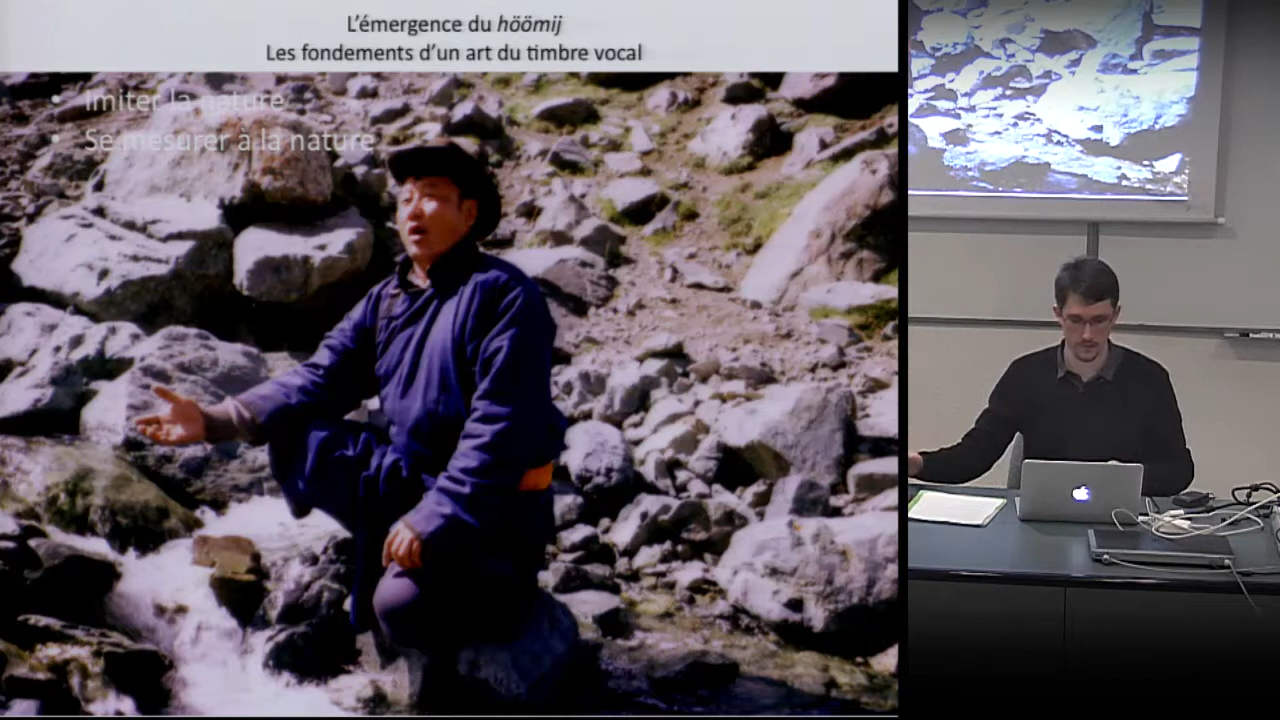 L'émergence du höömij
Les fondements d'un art du timbre vocal
• Imiter la nature
• Se mesurer à la nature